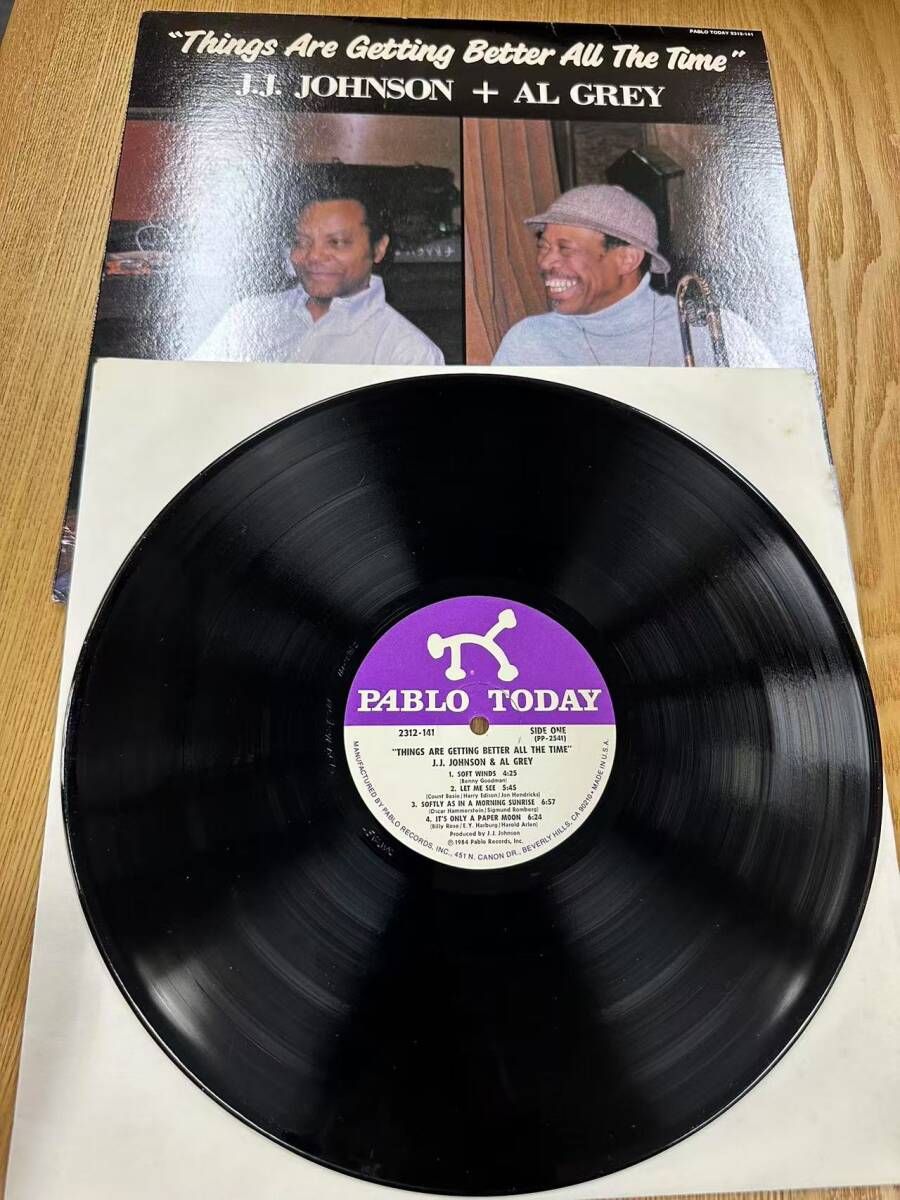 PABLO TODAY 2312-141
"Things Are Getting Better All The Time"
J.J. JOHNSON + AL GREY
PABLO TODAY
2312-141
SIDE ONE
(PP-2541)
"THINGS ARE GETTING BETTER ALL THE TIME"
J.J. JOHNSON & AL GREY
1. SOFT WINDS 4:25
(Benny Goodman)
2. LET ME SEE 5:45
(Count Basie/Harry Edison/Jon Hendricks)
3. SOFTLY AS IN A MORNING SUNRISE 6:57
(Oscar Hammerstein/Sigmund Romberg)
4. IT'S ONLY A PAPER MOON 6:24
(Billy Rose/E.Y. Harburg/Harold Arlen)
Produced by J.J. Johnson
℗ 1984 Pablo Records, Inc.
MANUFACTURED BY PABLO RECORDS, INC., 451 N. CANON DR., BEVERLY HILLS, CA 90210 • MADE IN U.S.A.